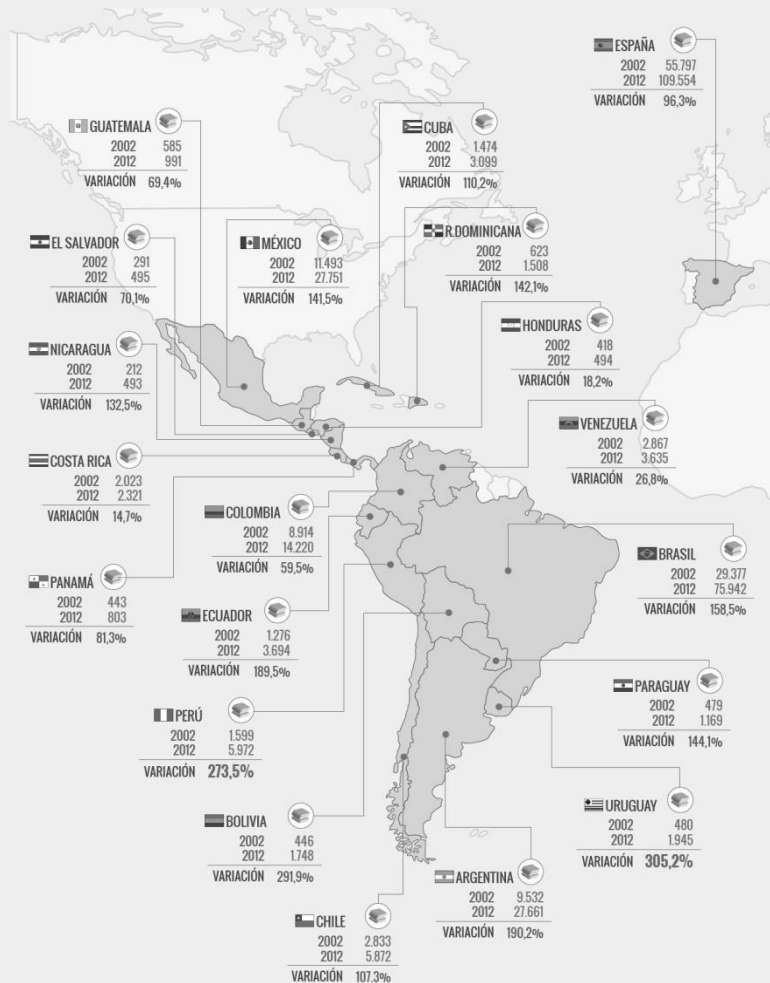 ESPAÑA
2002 55.797
2012 109.554
VARIACIÓN 96,3%
GUATEMALA
2002 585
2012 991
VARIACIÓN 69,4%
CUBA
2002 1.474
2012 3.099
VARIACIÓN 110,2%
EL SALVADOR
2002 291
2012 495
VARIACIÓN 70,1%
MÉXICO
2002 11.493
2012 27.751
VARIACIÓN 141,5%
R.DOMINICANA
2002 623
2012 1.508
VARIACIÓN 142,1%
NICARAGUA
2002 212
2012 493
VARIACIÓN 132,5%
HONDURAS
2002 418
2012 494
VARIACIÓN 18,2%
COSTA RICA
2002 2.023
2012 2.321
VARIACIÓN 14,7%
VENEZUELA
2002 2.867
2012 3.635
VARIACIÓN 26,8%
COLOMBIA
2002 8.914
2012 14.220
VARIACIÓN 59,5%
BRASIL
2002 29.377
2012 75.942
VARIACIÓN 158,5%
PANAMÁ
2002 443
2012 803
VARIACIÓN 81,3%
ECUADOR
2002 1.276
2012 3.694
VARIACIÓN 189,5%
PARAGUAY
2002 479
2012 1.169
VARIACIÓN 144,1%
PERÚ
2002 1.599
2012 5.972
VARIACIÓN 273,5%
URUGUAY
2002 480
2012 1.945
VARIACIÓN 305,2%
BOLIVIA
2002 446
2012 1.748
VARIACIÓN 291,9%
ARGENTINA
2002 9.532
2012 27.661
VARIACIÓN 190,2%
CHILE
2002 2.833
2012 5.872
VARIACIÓN 107,3%